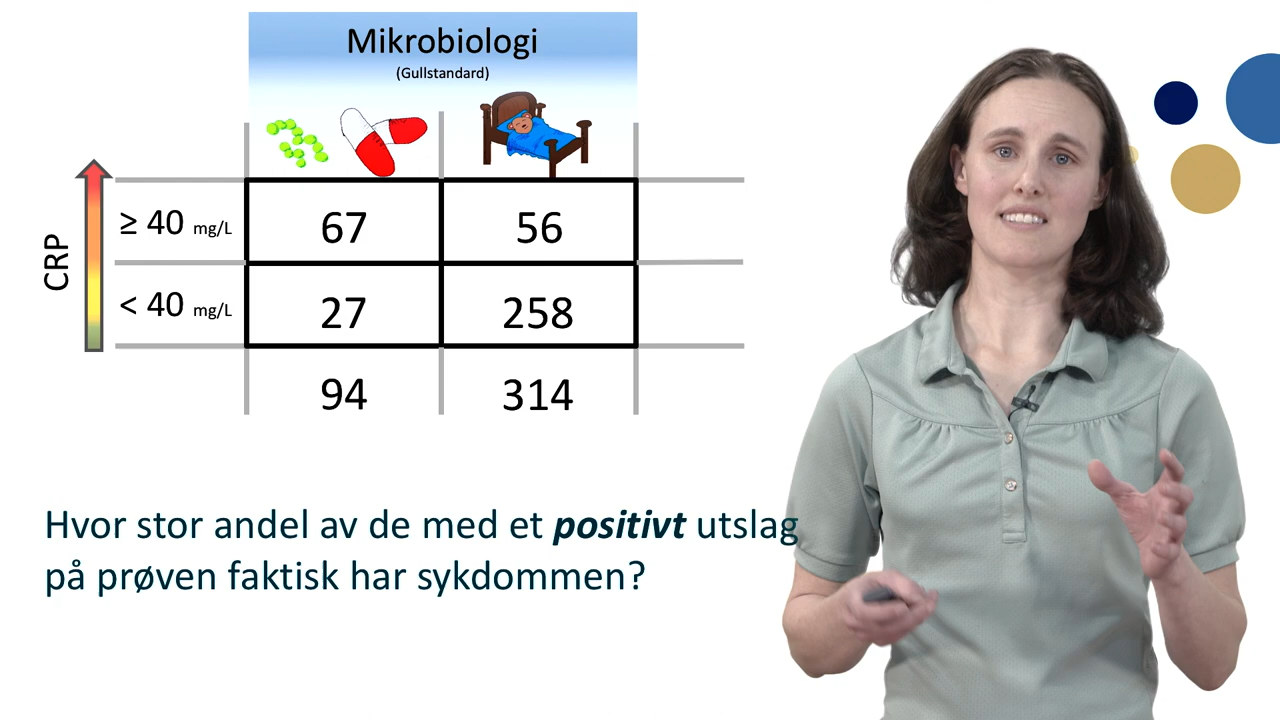 Mikrobiologi
(Gullstandard)
CRP
≥ 40 mg/L 67 56
< 40 mg/L 27 258
94 314
Hvor stor andel av de med et positivt utslag
på prøven faktisk har sykdommen?